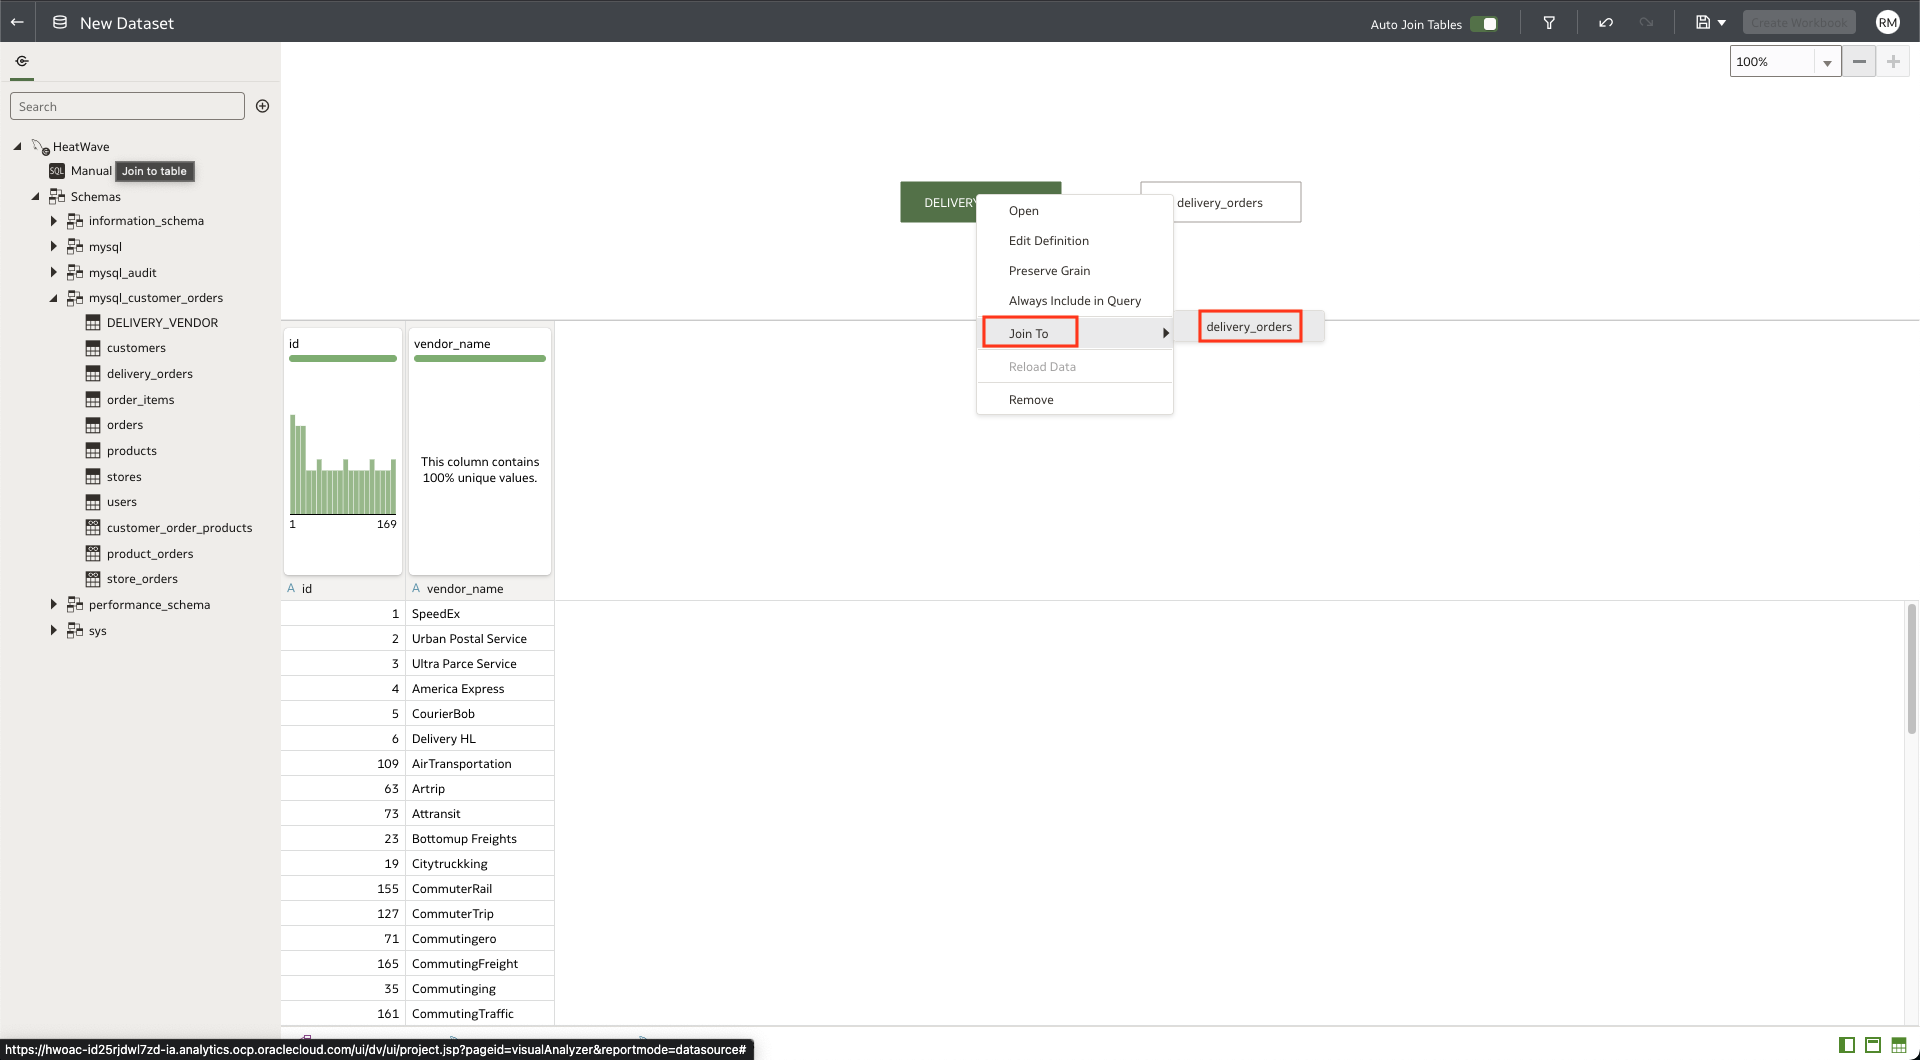 New Dataset
Auto Join Tables
Create Workbook
RM
100%
Search
HeatWave
SQL Manual
Join to table
Schemas
information_schema
mysql
mysql_audit
mysql_customer_orders
DELIVERY_VENDOR
customers
delivery_orders
order_items
orders
products
stores
users
customer_order_products
product_orders
store_orders
performance_schema
sys
DELIVERY
delivery_orders
Open
Edit Definition
Preserve Grain
Always Include in Query
Join To
delivery_orders
Reload Data
Remove
id
vendor_name
This column contains
100% unique values.
1 169
A id A vendor_name
1 SpeedEx
2 Urban Postal Service
3 Ultra Parce Service
4 America Express
5 CourierBob
6 Delivery HL
109 AirTransportation
63 Artrip
73 Attransit
23 Bottomup Freights
19 Citytruckking
155 CommuterRail
127 CommuterTrip
71 Commutingero
165 CommutingFreight
35 Commutinging
161 CommutingTraffic
https://hwoac-id25rjdwl7zd-ia.analytics.ocp.oraclecloud.com/ui/dv/ui/project.jsp?pageid=visualAnalyzer&reportmode=datasource#